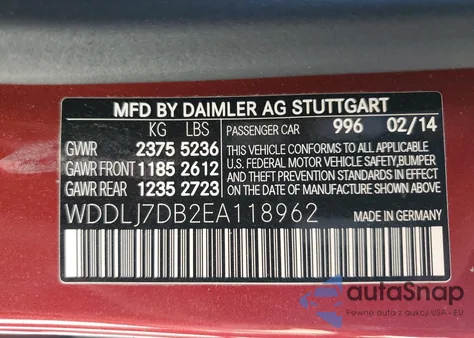 MFD BY DAIMLER AG STUTTGART
KG LBS PASSENGER CAR 996 02/14
GVWR 2375 5236
GAWR FRONT 1185 2612
GAWR REAR 1235 2723
THIS VEHICLE CONFORMS TO ALL APPLICABLE
U.S. FEDERAL MOTOR VEHICLE SAFETY,BUMPER
AND THEFT PREVENTION STANDARDS IN EFFECT
ON THE DATE OF MANUFACTURE SHOWN ABOVE.
WDDLJ7DB2EA118962
MADE IN GERMANY
autoSnap
Pewne auto z aukcji USA - EU